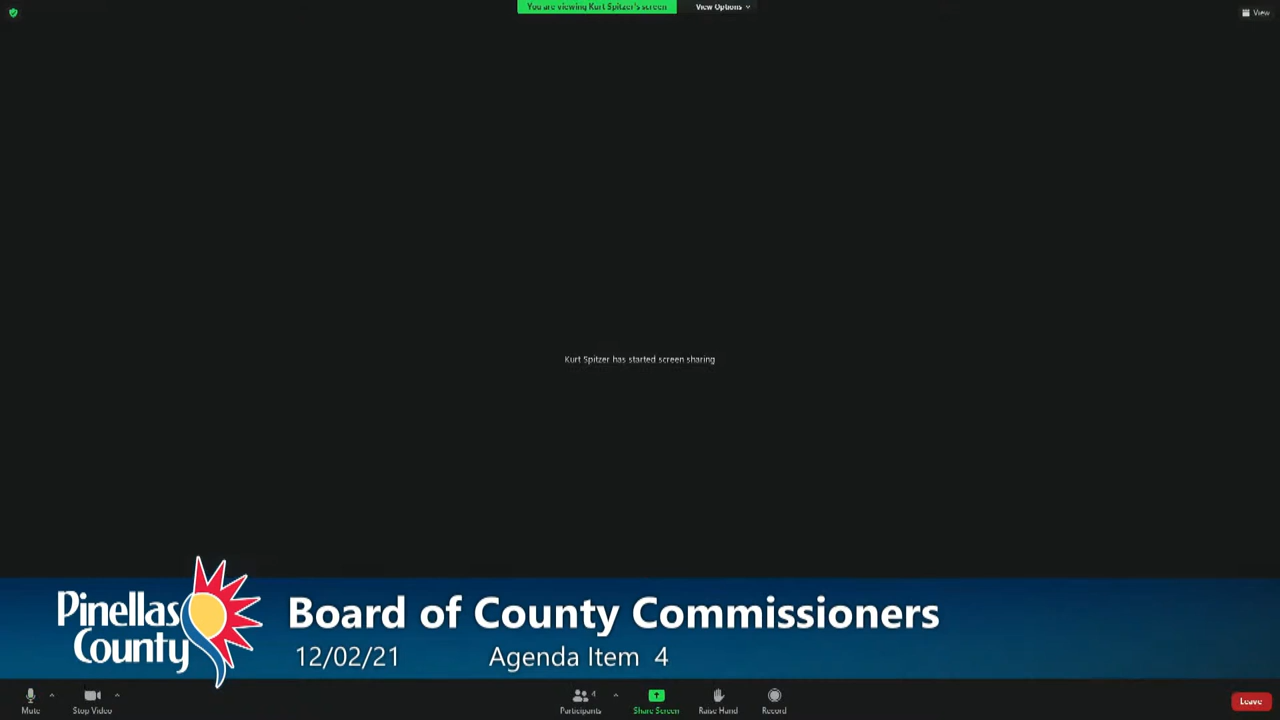 You are viewing Kurt Spitzer's screen
View Options
View
Kurt Spitzer has started screen sharing
Pinellas
County
Board of County Commissioners
12/02/21 Agenda Item 4
Mute
Stop Video
4
Participants
Share Screen
Raise Hand
Record
Leave